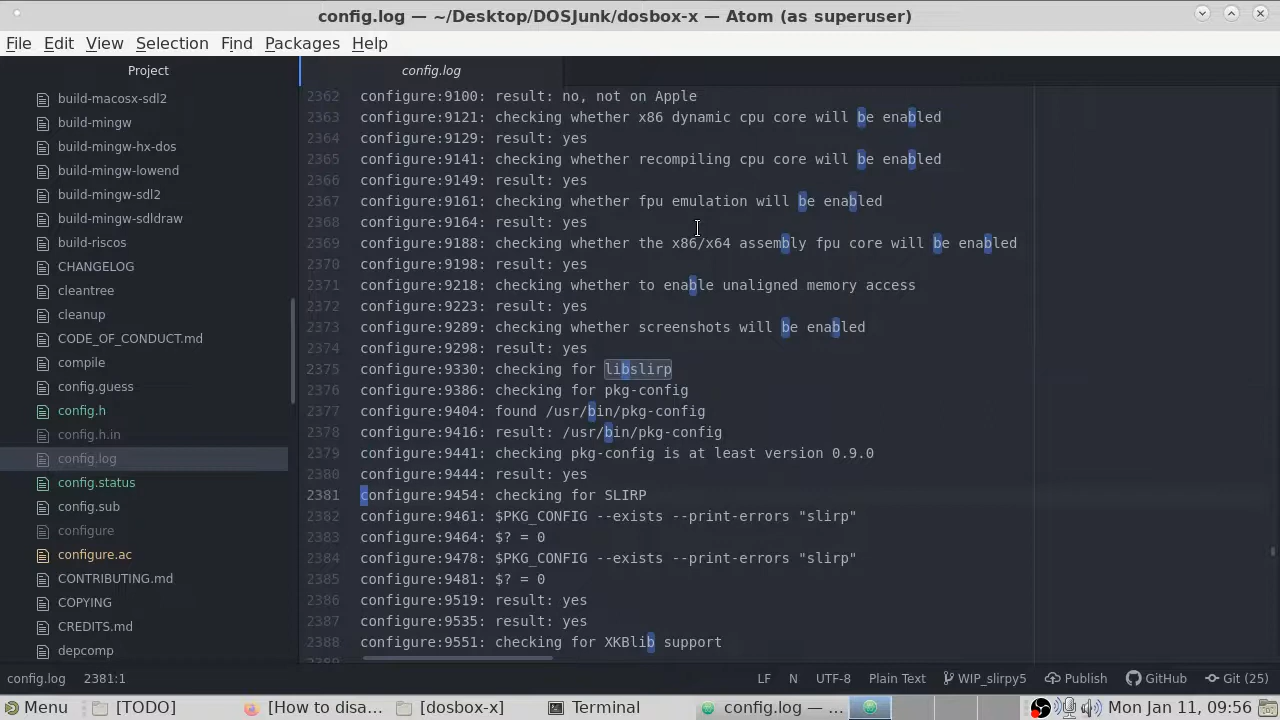 config.log — ~/Desktop/DOSJunk/dosbox-x — Atom (as superuser)
File Edit View Selection Find Packages Help
Project
config.log
build-macosx-sdl2
build-mingw
build-mingw-hx-dos
build-mingw-lowend
build-mingw-sdl2
build-mingw-sdldraw
build-riscos
CHANGELOG
cleantree
cleanup
CODE_OF_CONDUCT.md
compile
config.guess
config.h
config.h.in
config.log
config.status
config.sub
configure
configure.ac
CONTRIBUTING.md
COPYING
CREDITS.md
depcomp
2362 configure:9100: result: no, not on Apple
2363 configure:9121: checking whether x86 dynamic cpu core will be enabled
2364 configure:9129: result: yes
2365 configure:9141: checking whether recompiling cpu core will be enabled
2366 configure:9149: result: yes
2367 configure:9161: checking whether fpu emulation will be enabled
2368 configure:9164: result: yes
2369 configure:9188: checking whether the x86/x64 assembly fpu core will be enabled
2370 configure:9198: result: yes
2371 configure:9218: checking whether to enable unaligned memory access
2372 configure:9223: result: yes
2373 configure:9289: checking whether screenshots will be enabled
2374 configure:9298: result: yes
2375 configure:9330: checking for libslirp
2376 configure:9386: checking for pkg-config
2377 configure:9404: found /usr/bin/pkg-config
2378 configure:9416: result: /usr/bin/pkg-config
2379 configure:9441: checking pkg-config is at least version 0.9.0
2380 configure:9444: result: yes
2381 configure:9454: checking for SLIRP
2382 configure:9461: $PKG_CONFIG --exists --print-errors "slirp"
2383 configure:9464: $? = 0
2384 configure:9478: $PKG_CONFIG --exists --print-errors "slirp"
2385 configure:9481: $? = 0
2386 configure:9519: result: yes
2387 configure:9535: result: yes
2388 configure:9551: checking for XKBlib support
2389
config.log 2381:1 LF N UTF-8 Plain Text WIP_slirpy5 Publish GitHub Git (25)
Menu [TODO] [How to disa... [dosbox-x] Terminal config.log — ... Mon Jan 11, 09:56